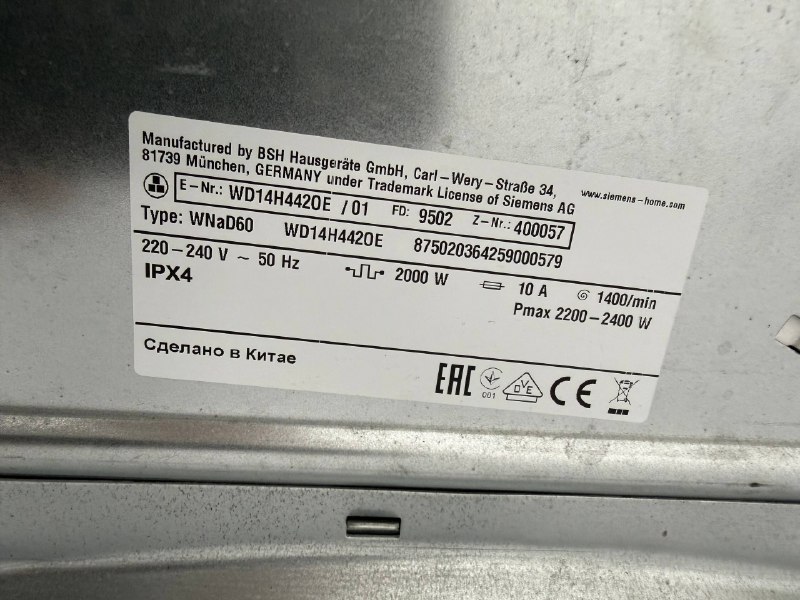 Manufactured by BSH Hausgeräte GmbH, Carl-Wery-Straße 34,
81739 München, GERMANY under Trademark License of Siemens AG
www.siemens-home.com
E-Nr.: WD14H442OE /01 FD: 9502 Z-Nr.: 400057
Type: WNaD60 WD14H442OE 875020364259000579
220-240 V ~ 50 Hz 2000 W 10 A 1400/min
IPX4 Pmax 2200-2400 W
Сделано в Китае
EAC 001 DVE CE